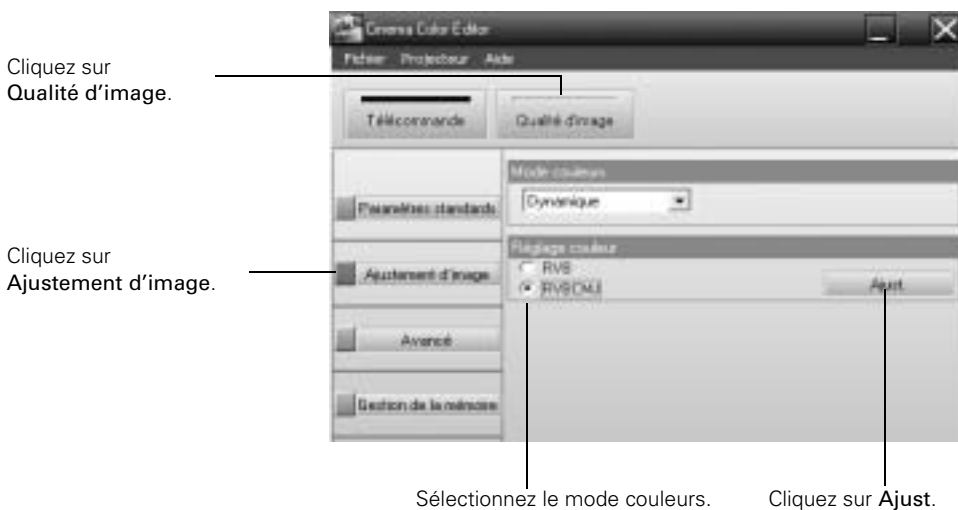 Cinema Color Editor
Fichier Projecteur Aide
Cliquez sur
Qualité d'image.
Télécommande
Qualité d'image
Mode couleurs
Dynamique
Paramètres standards
Réglage couleur
Cliquez sur
Ajustement d'image.
RVB
Ajustement d'image
RVBCMJ
Ajust.
Avancé
Gestion de la mémoire
Sélectionnez le mode couleurs.
Cliquez sur Ajust.